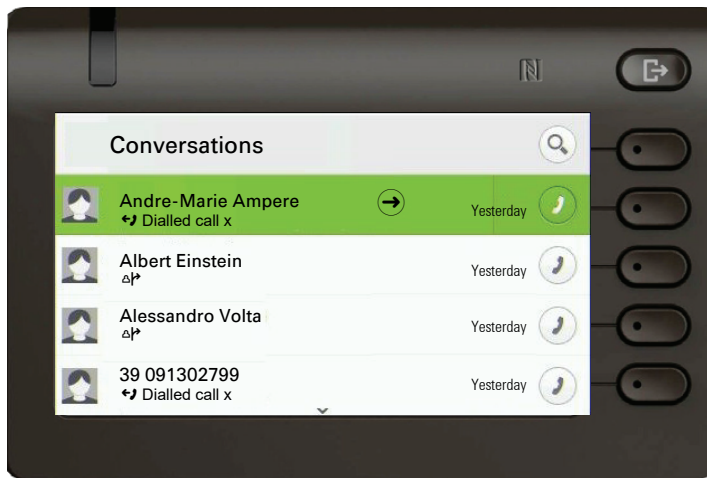 Conversations
Andre-Marie Ampere
Dialled call x
Yesterday
Albert Einstein
Yesterday
Alessandro Volta
Yesterday
39 091302799
Dialled call x
Yesterday